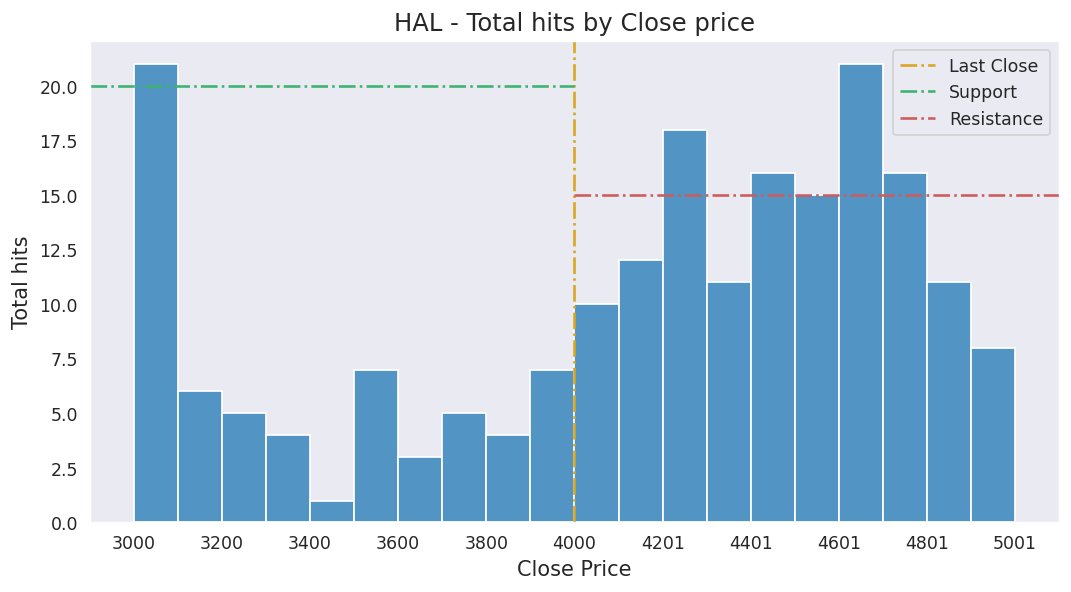 HAL - Total hits by Close price
Last Close
Support
Resistance
Total hits
20.0
17.5
15.0
12.5
10.0
7.5
5.0
2.5
0.0
3000 3200 3400 3600 3800 4000 4201 4401 4601 4801 5001
Close Price